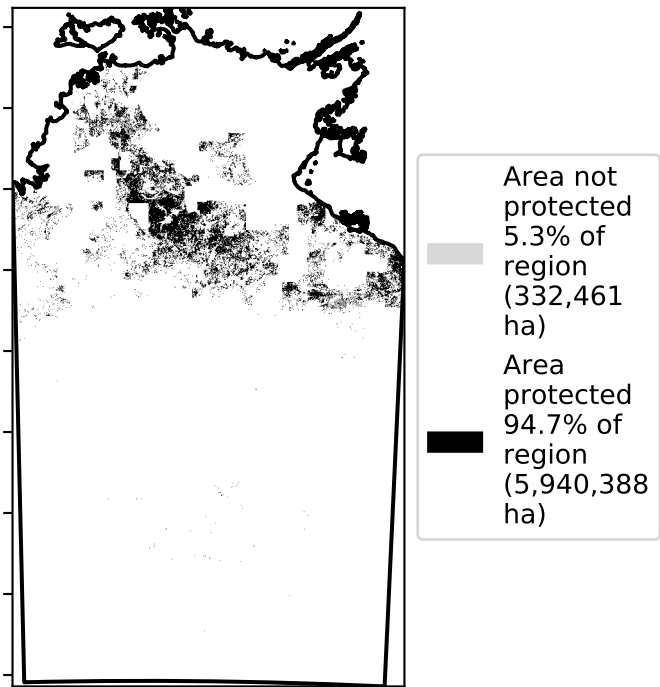 Area not
protected
5.3% of
region
(332,461
ha)
Area
protected
94.7% of
region
(5,940,388
ha)